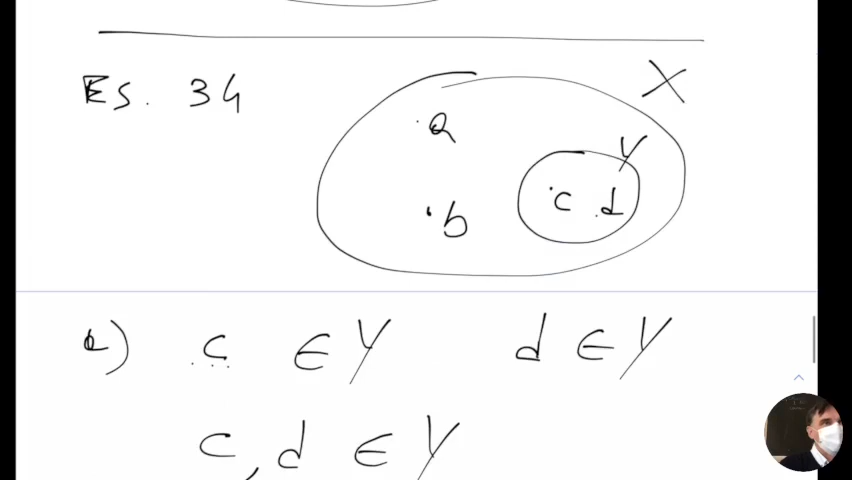 Es. 34
X
a
Y
c d
b
a) c ∈ Y d ∈ Y
c, d ∈ Y